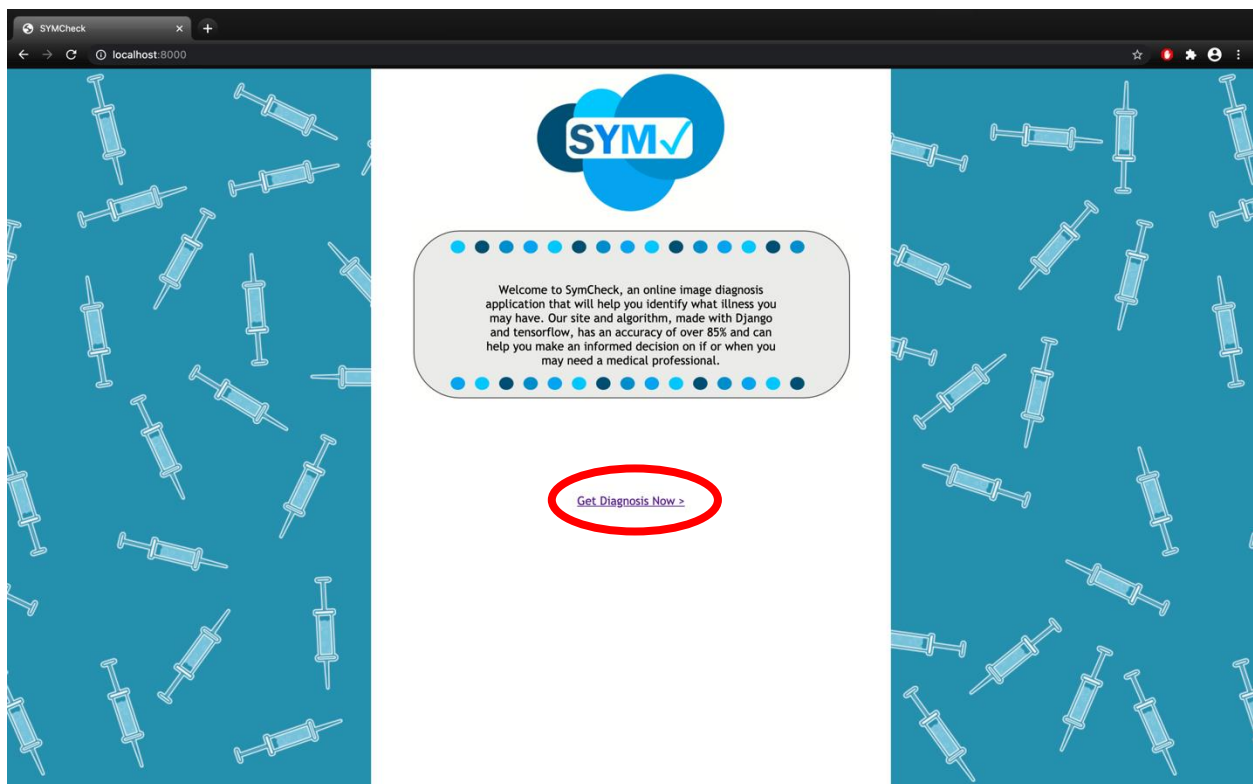 SYMCheck
localhost:8000
SYM
Welcome to SymCheck, an online image diagnosis
application that will help you identify what illness you
may have. Our site and algorithm, made with Django
and tensorflow, has an accuracy of over 85% and can
help you make an informed decision on if or when you
may need a medical professional.
Get Diagnosis Now >